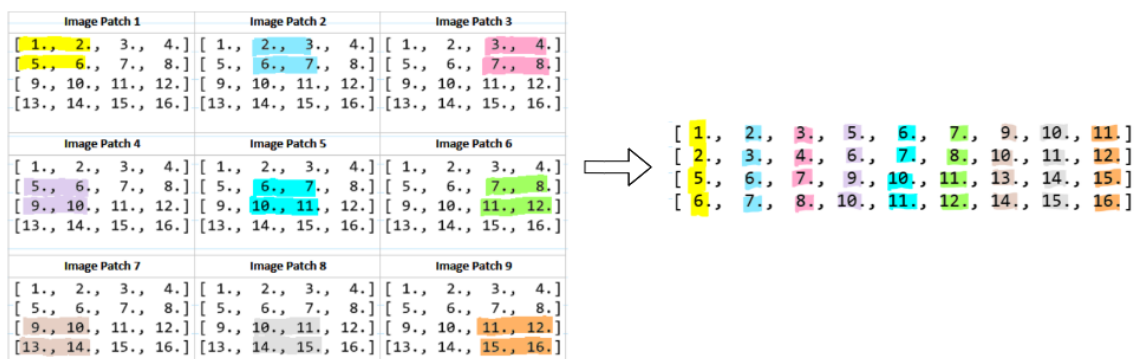 Image Patch 1 Image Patch 2 Image Patch 3
[ 1., 2., 3., 4.] [ 1., 2., 3., 4.] [ 1., 2., 3., 4.]
[ 5., 6., 7., 8.] [ 5., 6., 7., 8.] [ 5., 6., 7., 8.]
[ 9., 10., 11., 12.] [ 9., 10., 11., 12.] [ 9., 10., 11., 12.]
[13., 14., 15., 16.] [13., 14., 15., 16.] [13., 14., 15., 16.]
Image Patch 4 Image Patch 5 Image Patch 6
[ 1., 2., 3., 4.] [ 1., 2., 3., 4.] [ 1., 2., 3., 4.]
[ 5., 6., 7., 8.] [ 5., 6., 7., 8.] [ 5., 6., 7., 8.]
[ 9., 10., 11., 12.] [ 9., 10., 11., 12.] [ 9., 10., 11., 12.]
[13., 14., 15., 16.] [13., 14., 15., 16.] [13., 14., 15., 16.]
Image Patch 7 Image Patch 8 Image Patch 9
[ 1., 2., 3., 4.] [ 1., 2., 3., 4.] [ 1., 2., 3., 4.]
[ 5., 6., 7., 8.] [ 5., 6., 7., 8.] [ 5., 6., 7., 8.]
[ 9., 10., 11., 12.] [ 9., 10., 11., 12.] [ 9., 10., 11., 12.]
[13., 14., 15., 16.] [13., 14., 15., 16.] [13., 14., 15., 16.]
[ 1., 2., 3., 5., 6., 7., 9., 10., 11.]
[ 2., 3., 4., 6., 7., 8., 10., 11., 12.]
[ 5., 6., 7., 9., 10., 11., 13., 14., 15.]
[ 6., 7., 8., 10., 11., 12., 14., 15., 16.]